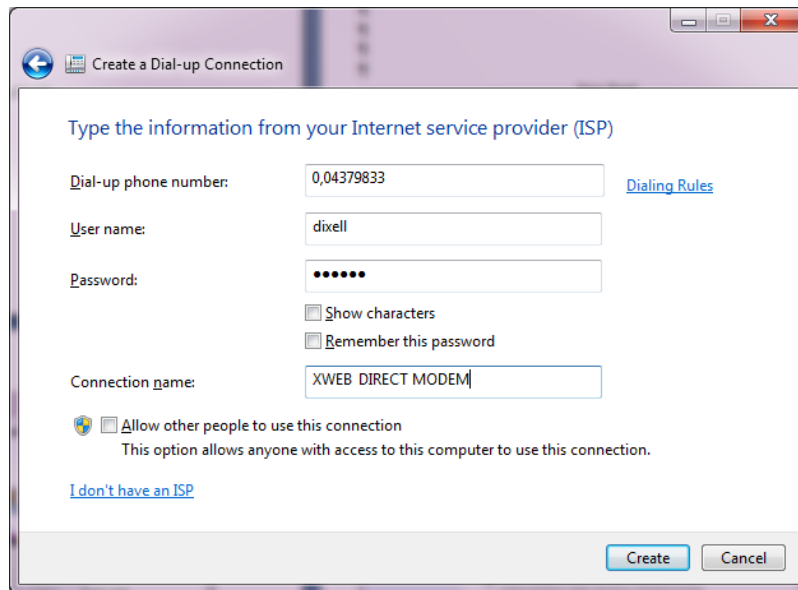 Create a Dial-up Connection
Type the information from your Internet service provider (ISP)
Dial-up phone number: 0,04379833 Dialing Rules
User name: dixell
Password: ••••••
Show characters
Remember this password
Connection name: XWEB DIRECT MODEM
Allow other people to use this connection
This option allows anyone with access to this computer to use this connection.
I don't have an ISP
Create Cancel